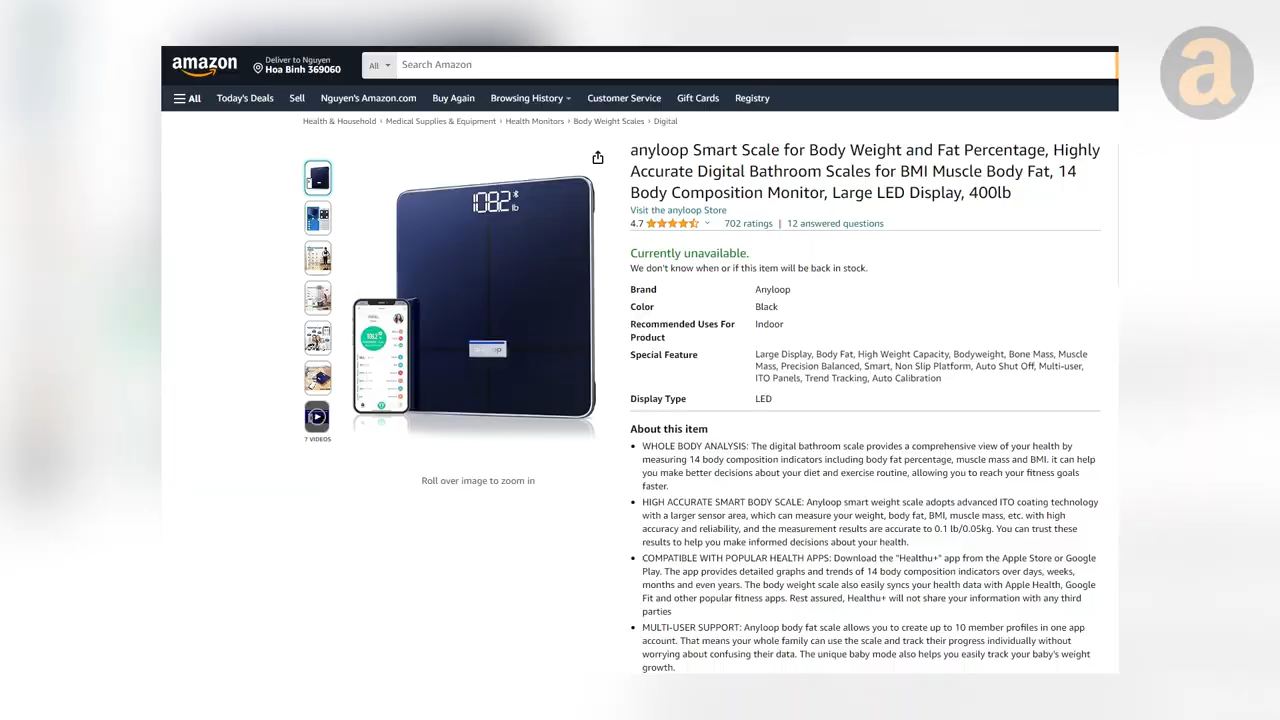 amazon
Deliver to Nguyen
Hoa Binh 369060
All
Search Amazon
All
Today's Deals
Sell
Nguyen's Amazon.com
Buy Again
Browsing History
Customer Service
Gift Cards
Registry
Health & Household › Medical Supplies & Equipment › Health Monitors › Body Weight Scales › Digital
anyloop Smart Scale for Body Weight and Fat Percentage, Highly
Accurate Digital Bathroom Scales for BMI Muscle Body Fat, 14
Body Composition Monitor, Large LED Display, 400lb
Visit the anyloop Store
4.7
702 ratings | 12 answered questions
Currently unavailable.
We don't know when or if this item will be back in stock.
Brand Anyloop
Color Black
Recommended Uses For Indoor
Product
Special Feature Large Display, Body Fat, High Weight Capacity, Bodyweight, Bone Mass, Muscle
Mass, Precision Balanced, Smart, Non Slip Platform, Auto Shut Off, Multi-user,
ITO Panels, Trend Tracking, Auto Calibration
Display Type LED
About this item
• WHOLE BODY ANALYSIS: The digital bathroom scale provides a comprehensive view of your health by
measuring 14 body composition indicators including body fat percentage, muscle mass and BMI. it can help
you make better decisions about your diet and exercise routine, allowing you to reach your fitness goals
faster.
• HIGH ACCURATE SMART BODY SCALE: Anyloop smart weight scale adopts advanced ITO coating technology
with a larger sensor area, which can measure your weight, body fat, BMI, muscle mass, etc. with high
accuracy and reliability, and the measurement results are accurate to 0.1 lb/0.05kg. You can trust these
results to help you make informed decisions about your health.
• COMPATIBLE WITH POPULAR HEALTH APPS: Download the "Healthu+" app from the Apple Store or Google
Play. The app provides detailed graphs and trends of 14 body composition indicators over days, weeks,
months and even years. The body weight scale also easily syncs your health data with Apple Health, Google
Fit and other popular fitness apps. Rest assured, Healthu+ will not share your information with any third
parties
• MULTI-USER SUPPORT: Anyloop body fat scale allows you to create up to 10 member profiles in one app
account. That means your whole family can use the scale and track their progress individually without
worrying about confusing their data. The unique baby mode also helps you easily track your baby's weight
growth.
108.2 lb
7 VIDEOS
Roll over image to zoom in
a